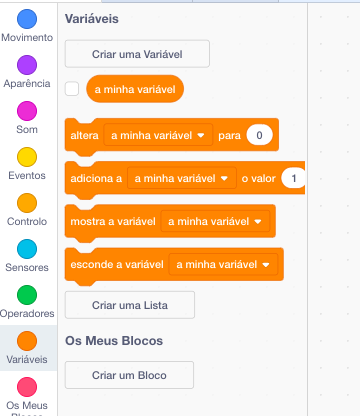 Movimento
Aparência
Som
Eventos
Controlo
Sensores
Operadores
Variáveis
Os Meus
Variáveis
Criar uma Variável
a minha variável
altera a minha variável para 0
adiciona a a minha variável o valor 1
mostra a variável a minha variável
esconde a variável a minha variável
Criar uma Lista
Os Meus Blocos
Criar um Bloco